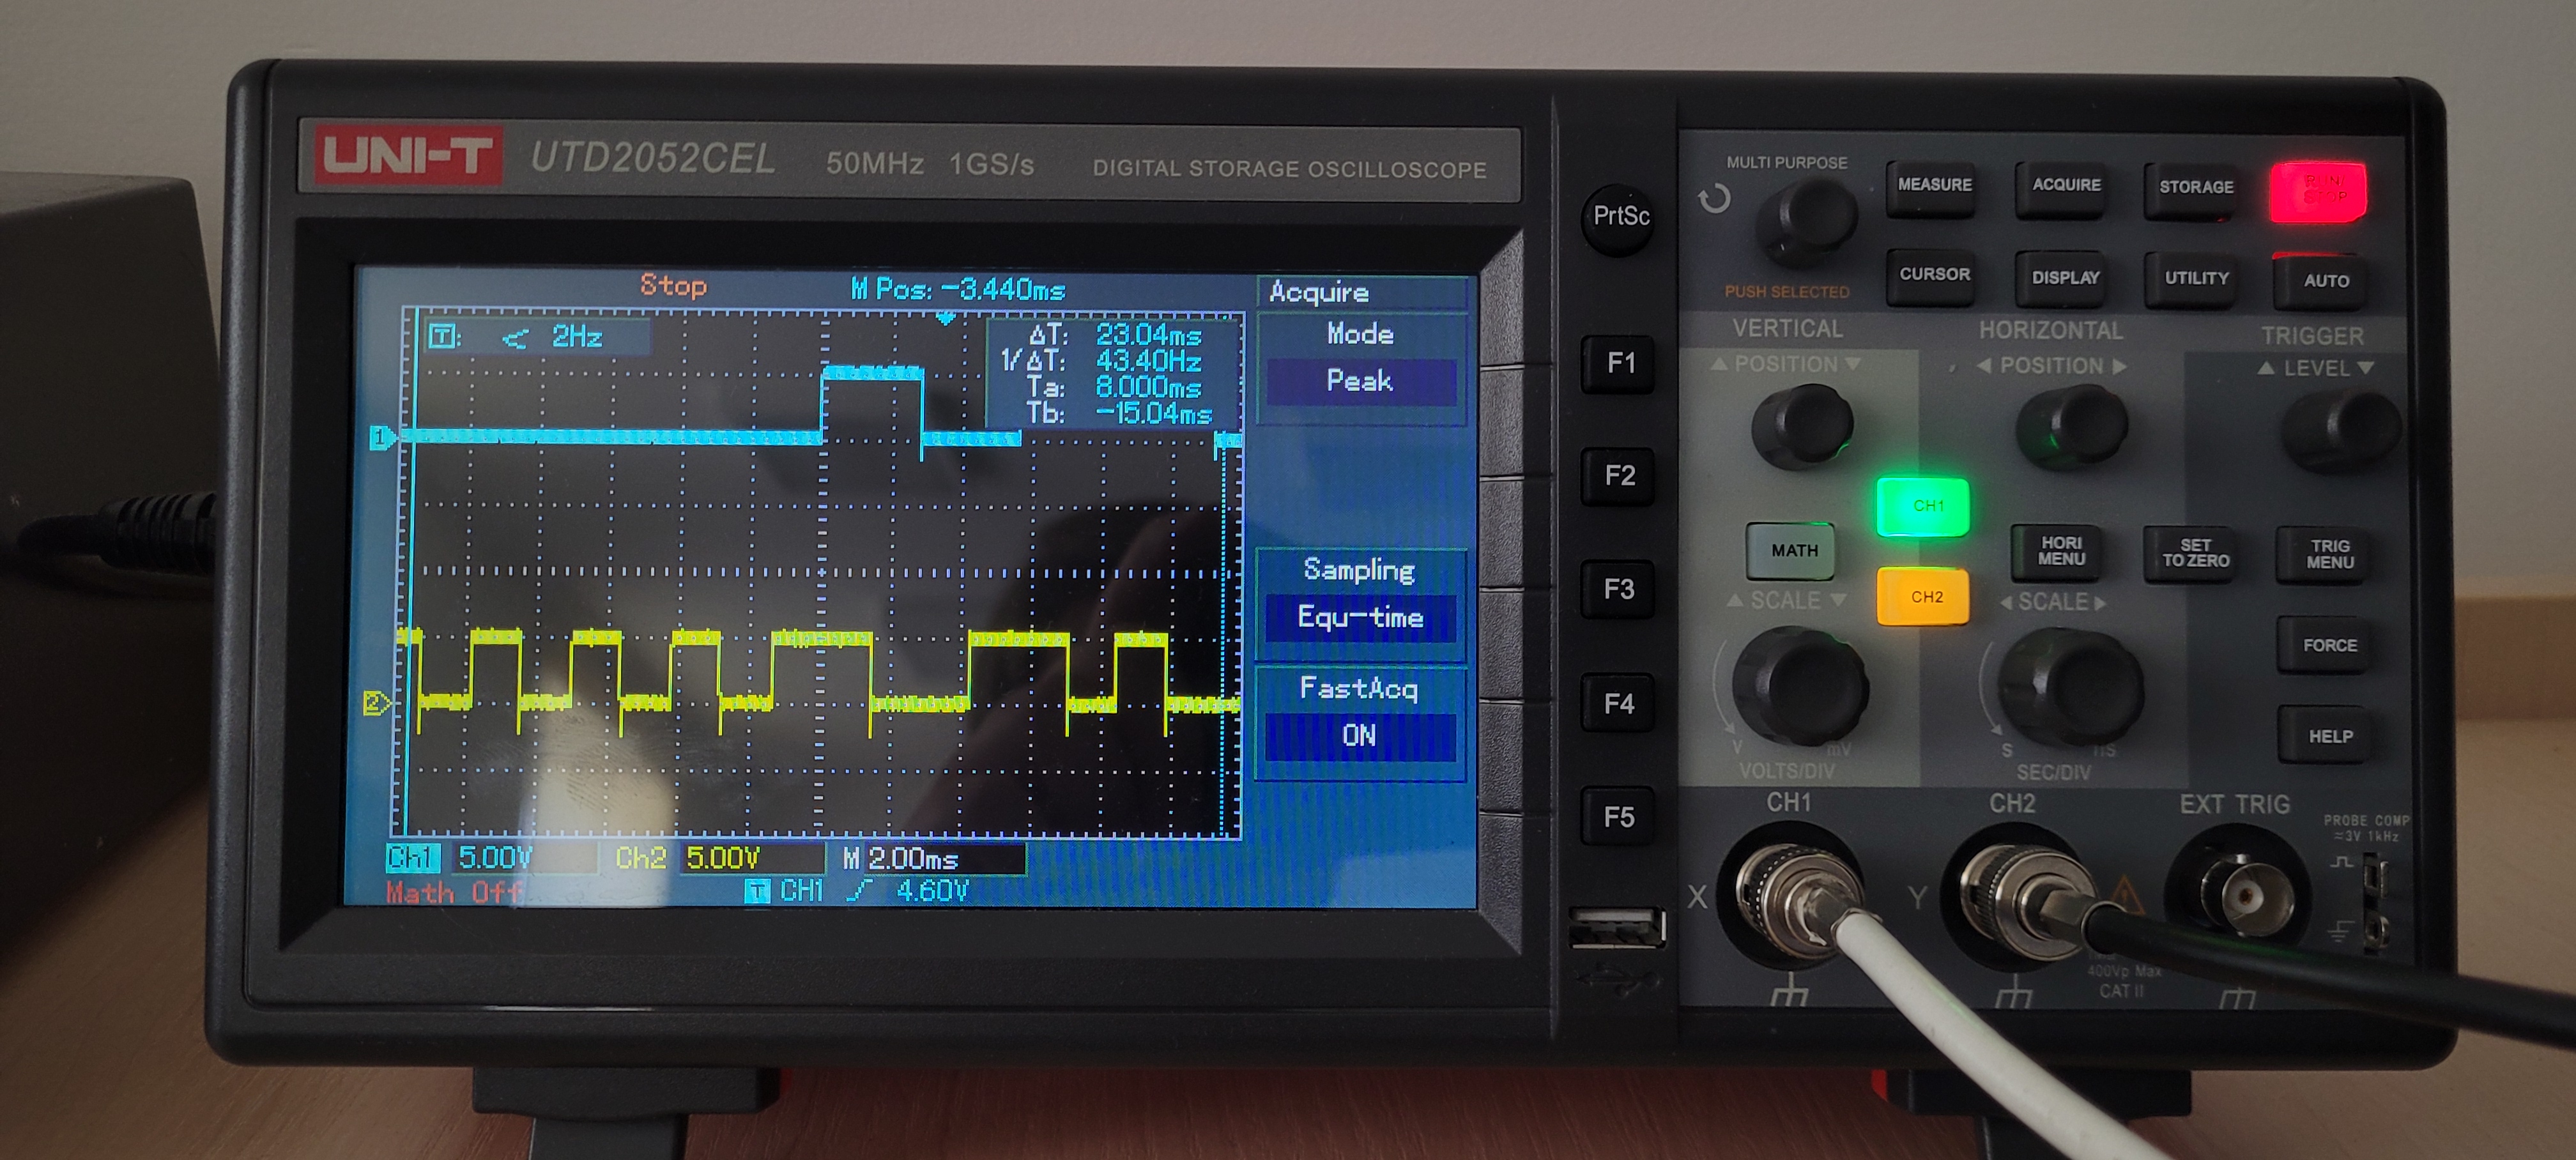 UNI-T UTD2052CEL 50MHz 1GS/s DIGITAL STORAGE OSCILLOSCOPE
Stop M Pos: -3.440ms
T: < 2Hz
ΔT: 23.04ms
1/ΔT: 43.40Hz
Ta: 8.000ms
Tb: -15.04ms
1
2
Ch1 5.00V Ch2 5.00V M 2.00ms
Math Off T CH1 4.60V
Acquire
Mode
Peak
Sampling
Equ-time
FastAcq
ON
PrtSc
F1
F2
F3
F4
F5
MULTI PURPOSE
PUSH SELECTED
MEASURE ACQUIRE STORAGE RUN/
STOP
CURSOR DISPLAY UTILITY AUTO
VERTICAL HORIZONTAL TRIGGER
▲ POSITION ▼ ◀ POSITION ▶ ▲ LEVEL ▼
CH1
MATH HORI
MENU SET
TO ZERO TRIG
MENU
CH2
▲ SCALE ▼ ◀ SCALE ▶
FORCE
HELP
V mV S nS
VOLTS/DIV SEC/DIV
CH1 CH2 EXT TRIG
PROBE COMP
≈3V 1kHz
X Y
400Vp Max
CAT II